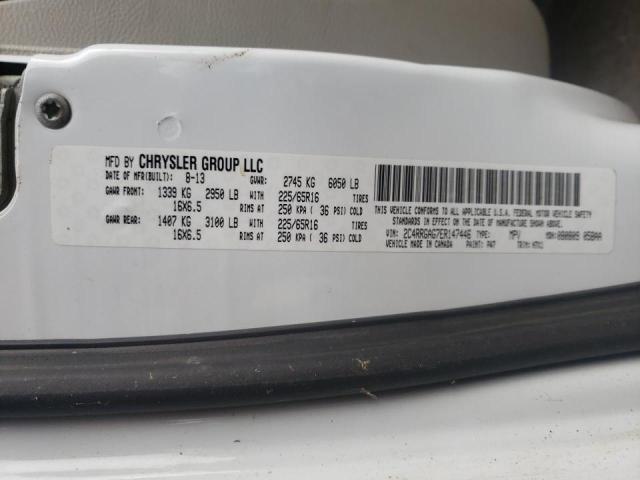 MFD BY CHRYSLER GROUP LLC
DATE OF MFR(BUILT): 8-13 GVWR: 2745 KG 6050 LB
GAWR FRONT: 1339 KG 2950 LB WITH 225/65R16 TIRES
16X6.5 RIMS AT 250 KPA ( 36 PSI) COLD
GAWR REAR: 1407 KG 3100 LB WITH 225/65R16 TIRES
16X6.5 RIMS AT 250 KPA ( 36 PSI) COLD
THIS VEHICLE CONFORMS TO ALL APPLICABLE U.S.A. FEDERAL MOTOR VEHICLE SAFETY
STANDARDS IN EFFECT ON THE DATE OF MANUFACTURE SHOWN ABOVE.
VIN: 2C4RRGAG7ER147446 TYPE: MPV MDH: 080809 058AA
VEHICLE MADE IN CANADA PAINT: PW7 TRIM: